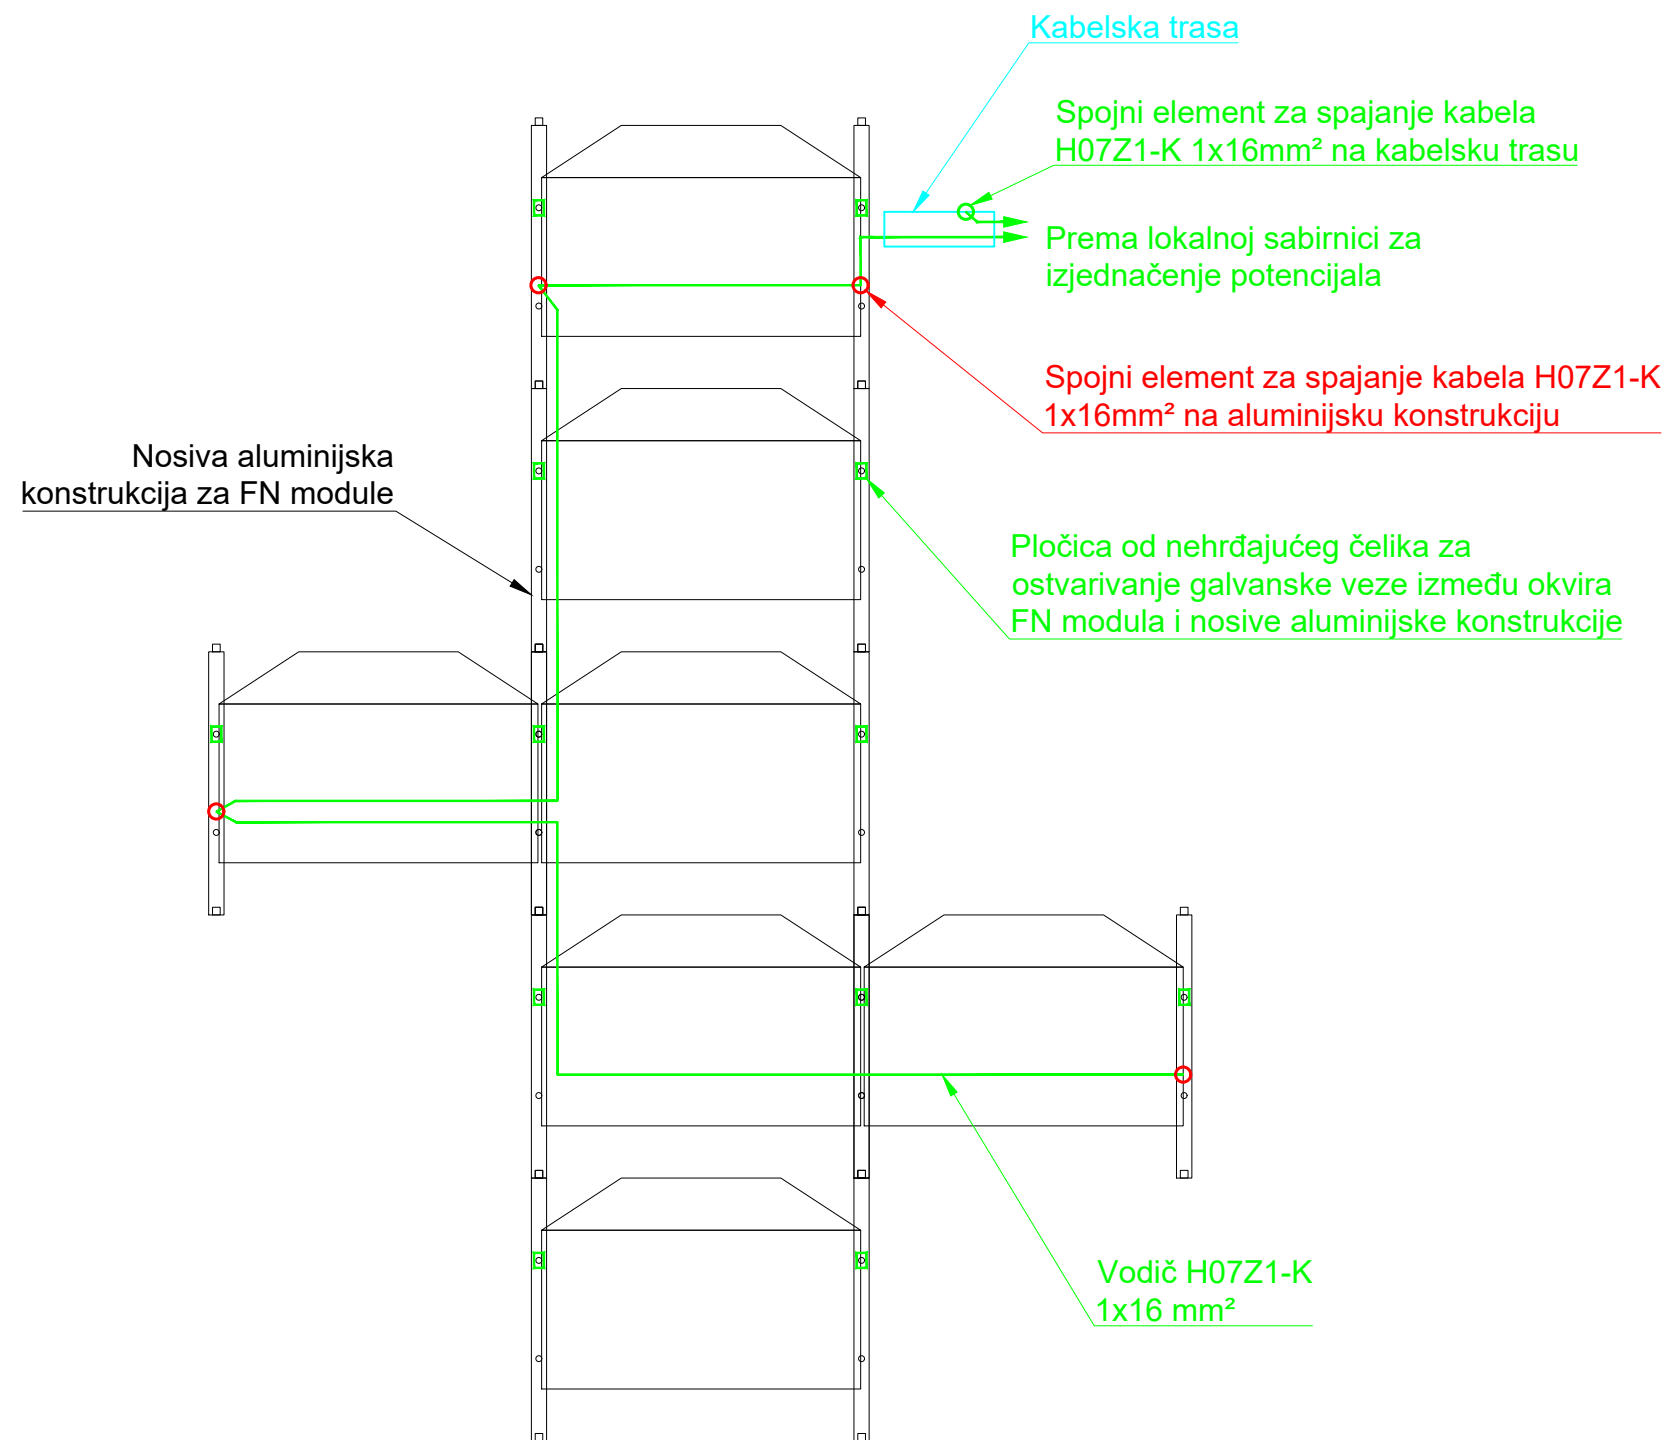 Kabelska trasa
Spojni element za spajanje kabela
H07Z1-K 1x16mm² na kabelsku trasu
Prema lokalnoj sabirnici za
izjednačenje potencijala
Spojni element za spajanje kabela H07Z1-K
1x16mm² na aluminijsku konstrukciju
Nosiva aluminijska
konstrukcija za FN module
Pločica od nehrđajućeg čelika za
ostvarivanje galvanske veze između okvira
FN modula i nosive aluminijske konstrukcije
Vodič H07Z1-K
1x16 mm²